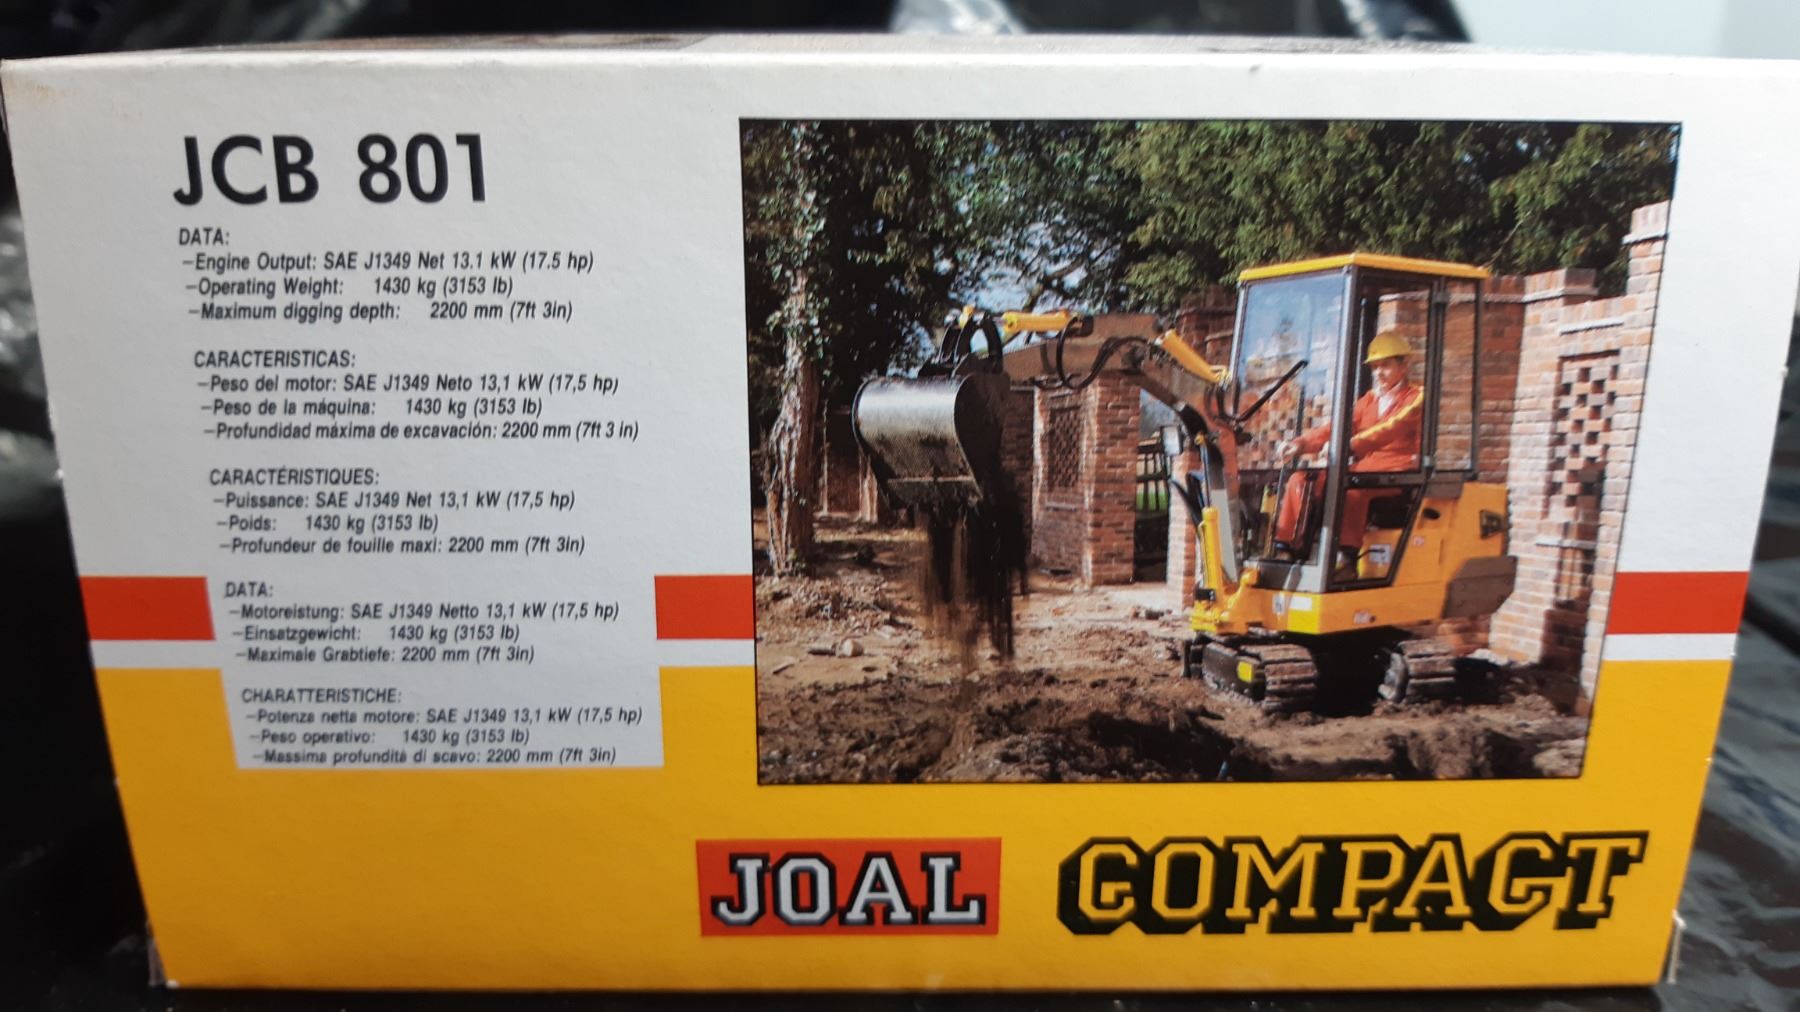 JCB 801
DATA:
-Engine Output: SAE J1349 Net 13.1 kW (17.5 hp)
-Operating Weight: 1430 kg (3153 lb)
-Maximum digging depth: 2200 mm (7ft 3in)
CARACTERISTICAS:
-Peso del motor: SAE J1349 Neto 13,1 kW (17,5 hp)
-Peso de la máquina: 1430 kg (3153 lb)
-Profundidad máxima de excavación: 2200 mm (7ft 3 in)
CARACTÉRISTIQUES:
-Puissance: SAE J1349 Net 13,1 kW (17,5 hp)
-Poids: 1430 kg (3153 lb)
-Profondeur de fouille maxi: 2200 mm (7ft 3in)
DATA:
-Motoreistung: SAE J1349 Netto 13,1 kW (17,5 hp)
-Einsatzgewicht: 1430 kg (3153 lb)
-Maximale Grabtiefe: 2200 mm (7ft 3in)
CHARATTERISTICHE:
-Potenza netta motore: SAE J1349 13,1 kW (17,5 hp)
-Peso operativo: 1430 kg (3153 lb)
-Massima profundità di scavo: 2200 mm (7ft 3in)
JOAL COMPACT